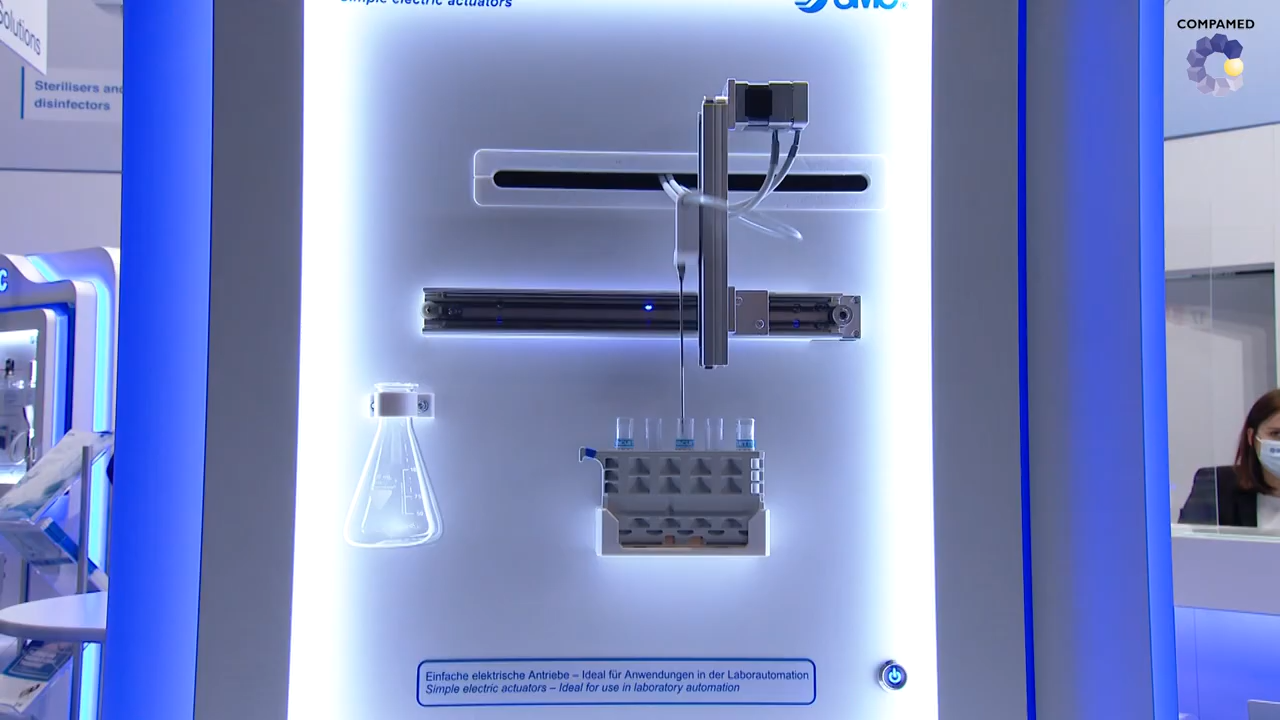 Simple electric actuators
Solutions
Sterilisers and
disinfectors
COMPAMED
Einfache elektrische Antriebe – Ideal für Anwendungen in der Laborautomation
Simple electric actuators – Ideal for use in laboratory automation